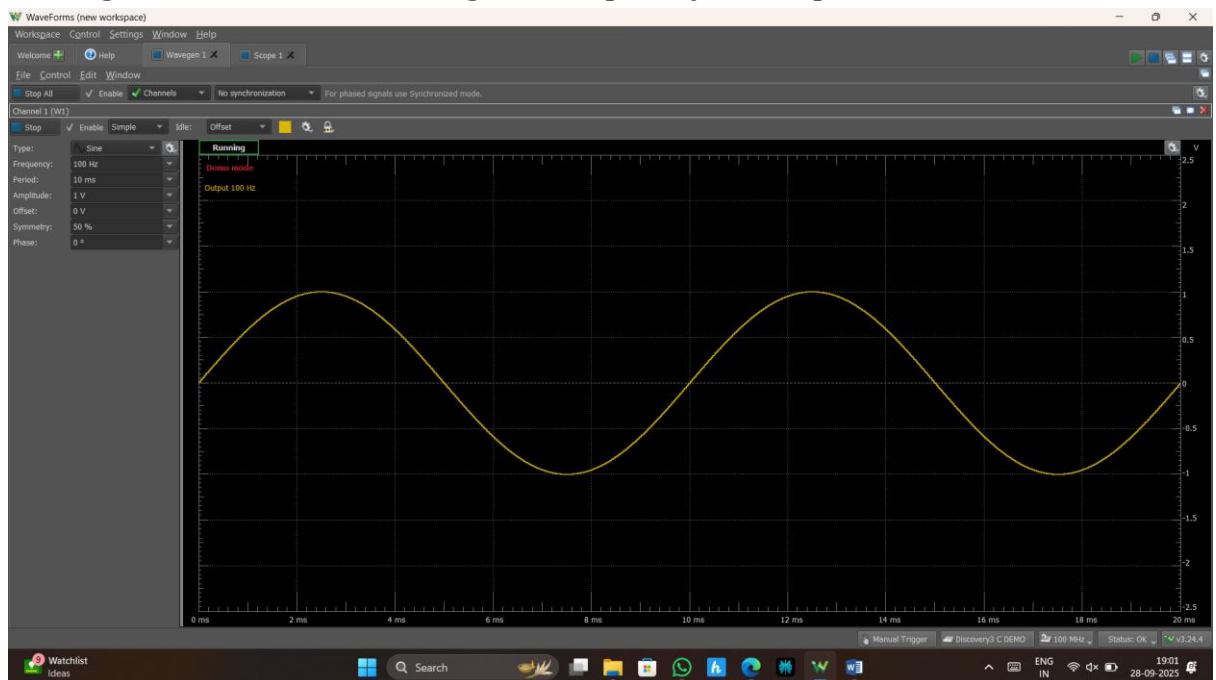 WaveForms (new workspace)
Workspace Control Settings Window Help
Welcome Help Wavegen 1 Scope 1
File Control Edit Window
Stop All Enable Channels No synchronization For phased signals use Synchronized mode.
Channel 1 (W1)
Stop Enable Simple Idle: Offset
Type: Sine
Frequency: 100 Hz
Period: 10 ms
Amplitude: 1 V
Offset: 0 V
Symmetry: 50 %
Phase: 0 °
Running
V
Demo mode
Output 100 Hz
2.5
2
1.5
1
0.5
0
-0.5
-1
-1.5
-2
-2.5
0 ms 2 ms 4 ms 6 ms 8 ms 10 ms 12 ms 14 ms 16 ms 18 ms 20 ms
Manual Trigger Discovery3 C DEMO 100 MHz Status: OK v3.24.4
9 Watchlist
Ideas
Search
ENG
IN
19:01
28-09-2025